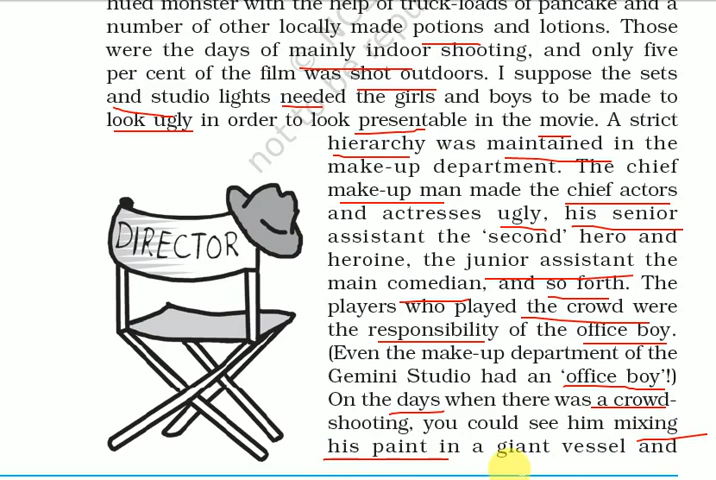 hued monster with the help of truck-loads of pancake and a
number of other locally made potions and lotions. Those
were the days of mainly indoor shooting, and only five
per cent of the film was shot outdoors. I suppose the sets
and studio lights needed the girls and boys to be made to
look ugly in order to look presentable in the movie. A strict
hierarchy was maintained in the
make-up department. The chief
make-up man made the chief actors
and actresses ugly, his senior
assistant the ‘second’ hero and
heroine, the junior assistant the
main comedian, and so forth. The
players who played the crowd were
the responsibility of the office boy.
(Even the make-up department of the
Gemini Studio had an ‘office boy’!)
On the days when there was a crowd-
shooting, you could see him mixing
his paint in a giant vessel and
DIRECTOR
not to be repu